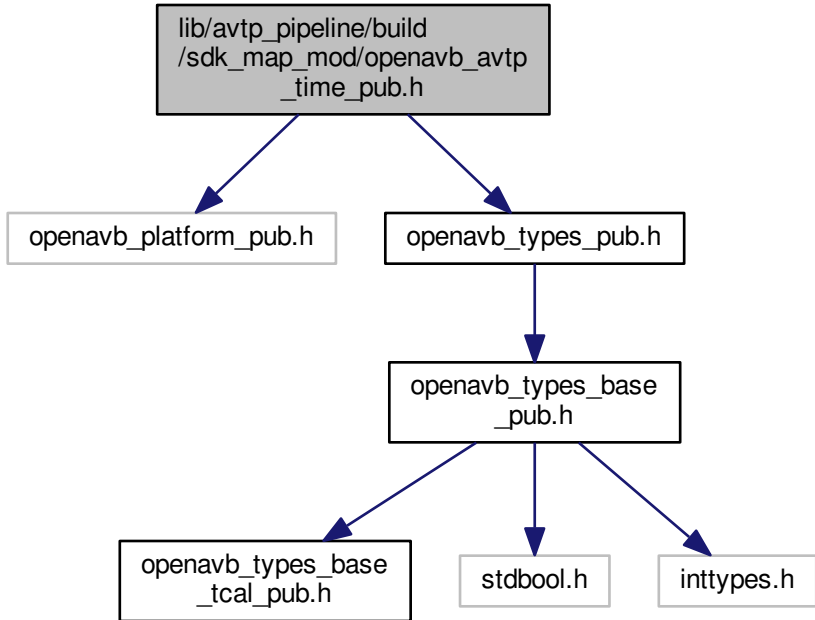 lib/avtp_pipeline/build
/sdk_map_mod/openavb_avtp
_time_pub.h
openavb_platform_pub.h
openavb_types_pub.h
openavb_types_base
_pub.h
openavb_types_base
_tcal_pub.h
stdbool.h
inttypes.h